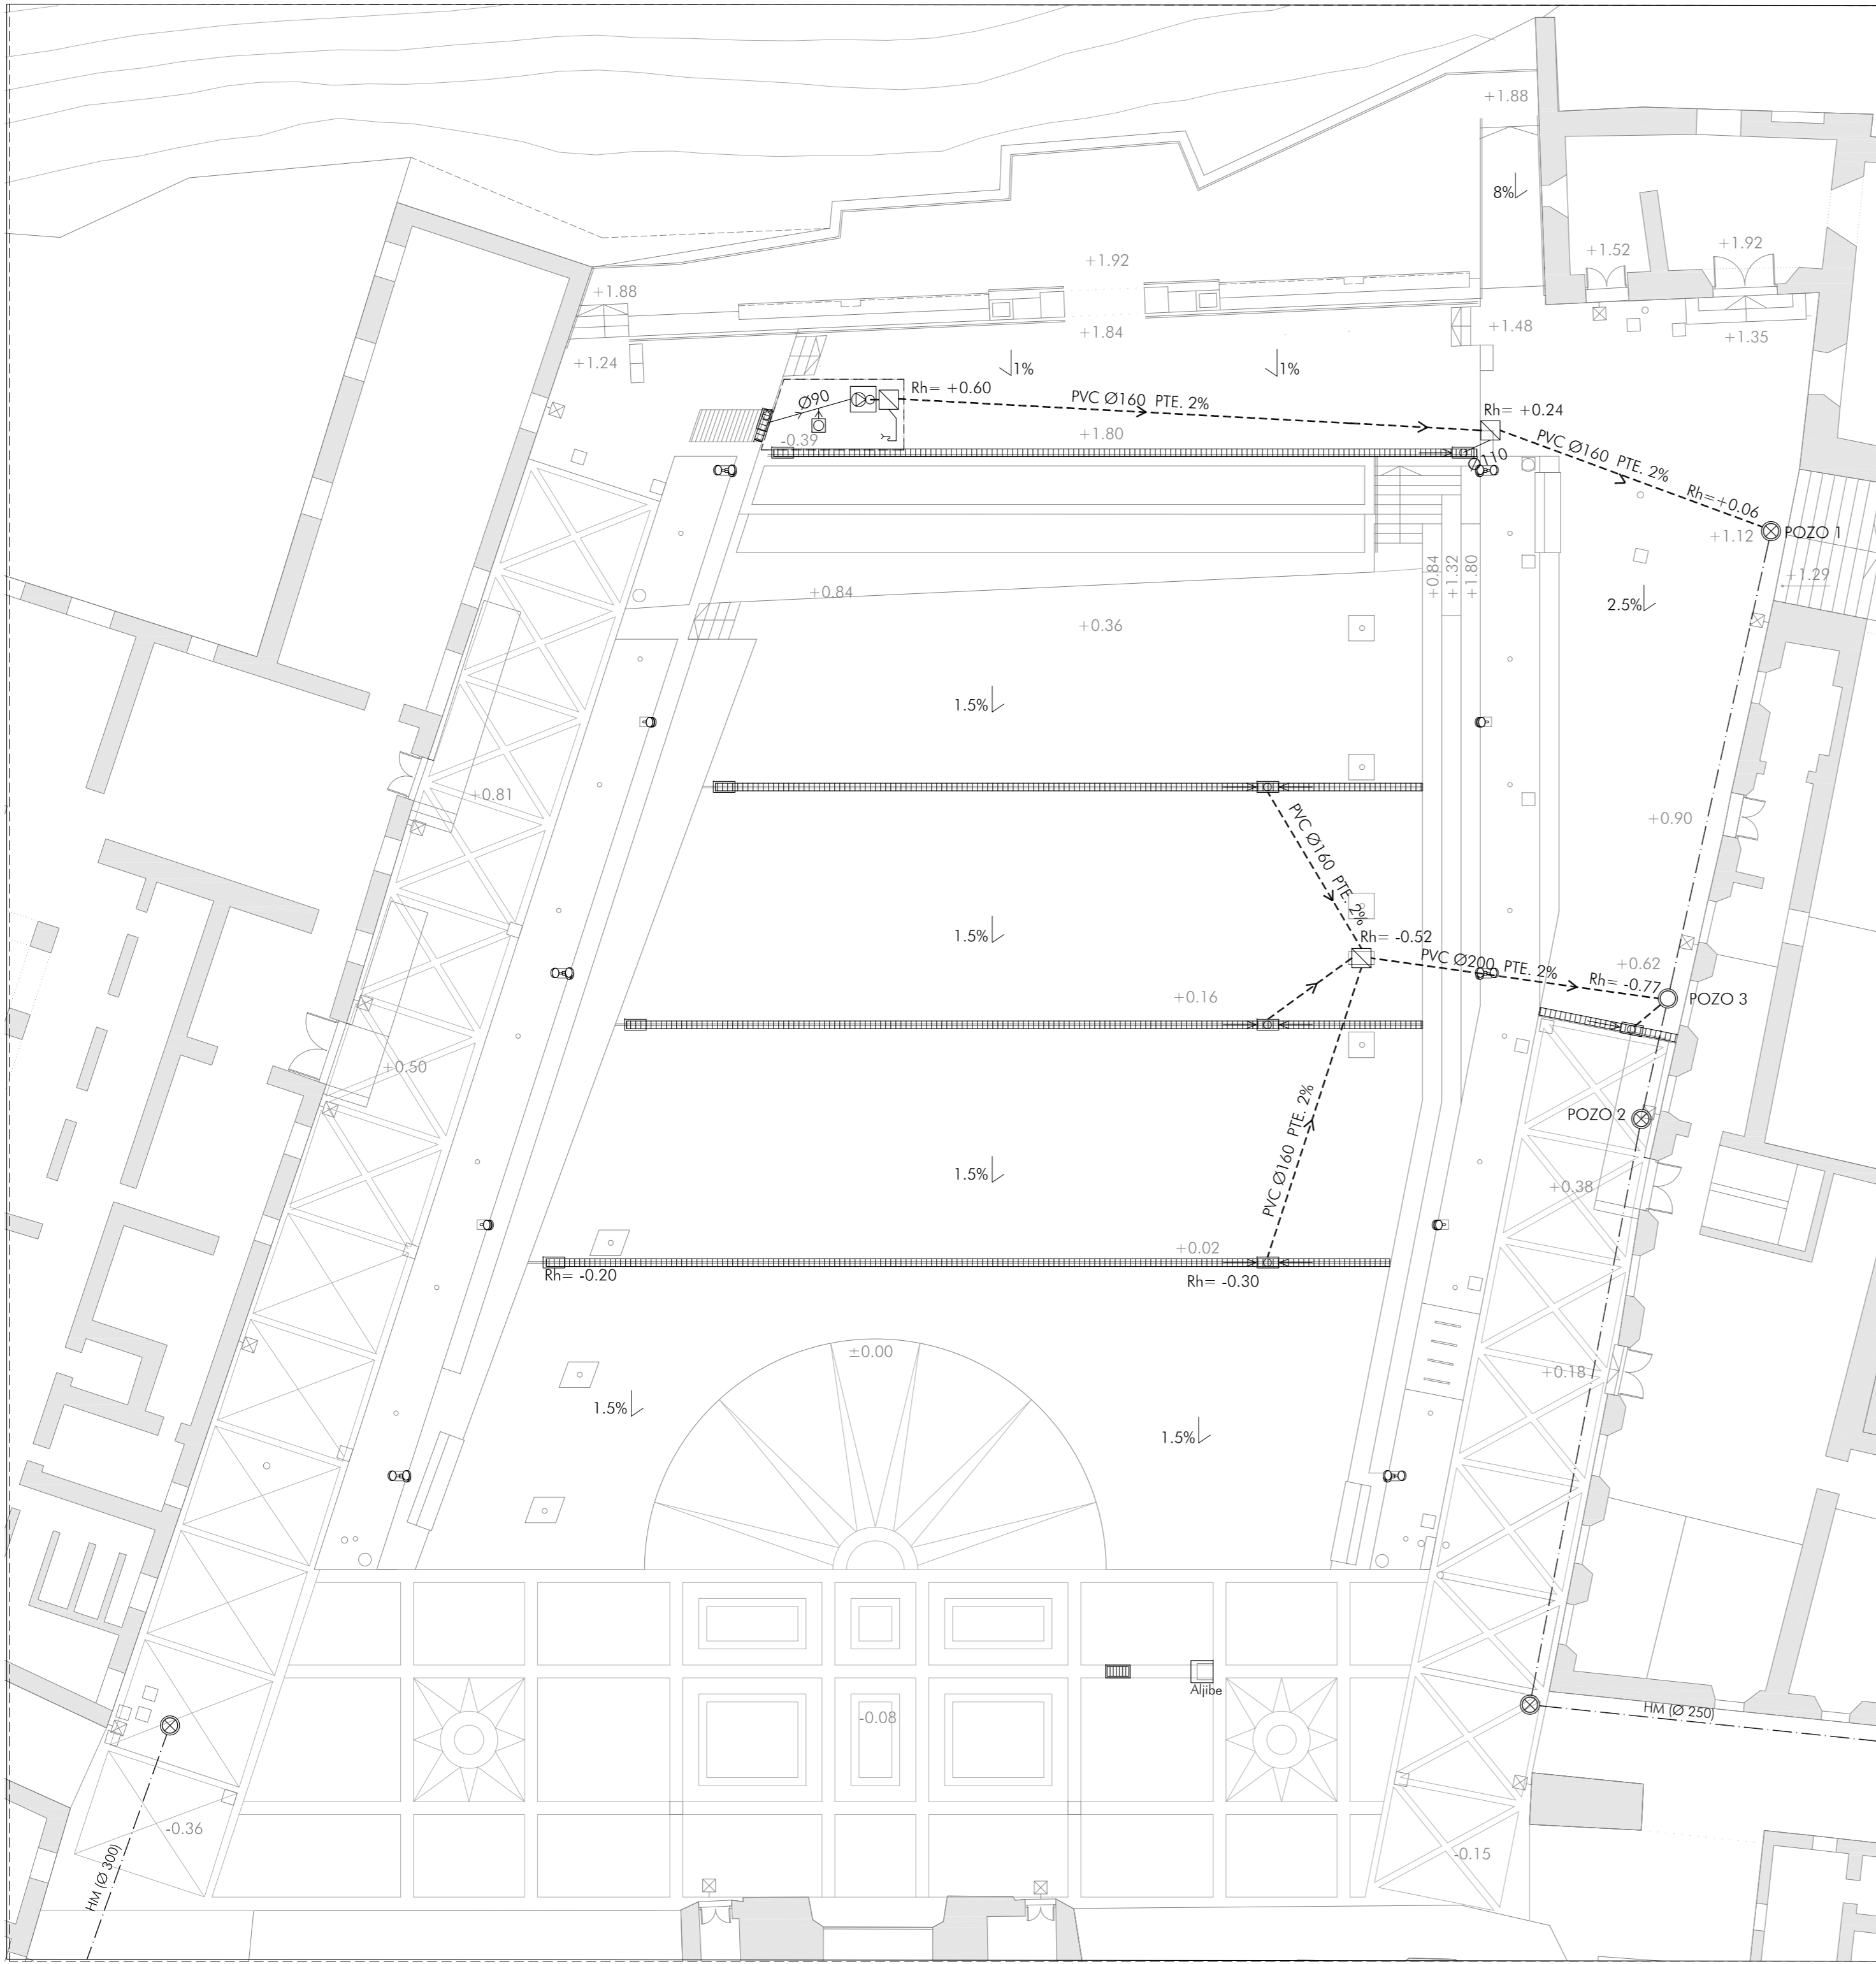 +1.88
8%
+1.52
+1.92
+1.92
+1.88
+1.84
+1.48
+1.35
+1.24
1%
1%
Rh= +0.60
Ø90
PVC Ø160 PTE. 2%
Rh= +0.24
-0.39
+1.80
Ø110
PVC Ø160 PTE. 2%
Rh=+0.06
+1.12
POZO 1
+1.29
+0.84
+0.84
+1.32
+1.80
2.5%
+0.36
1.5%
+0.81
+0.90
PVC Ø160 PTE. 2%
1.5%
Rh= -0.52
PVC Ø200 PTE. 2%
+0.62
Rh= -0.77
POZO 3
+0.16
+0.50
POZO 2
PVC Ø160 PTE. 2%
1.5%
+0.38
+0.02
Rh= -0.20
Rh= -0.30
±0.00
+0.18
1.5%
1.5%
Aljibe
HM (Ø 250)
-0.08
-0.36
HM (Ø 300)
-0.15